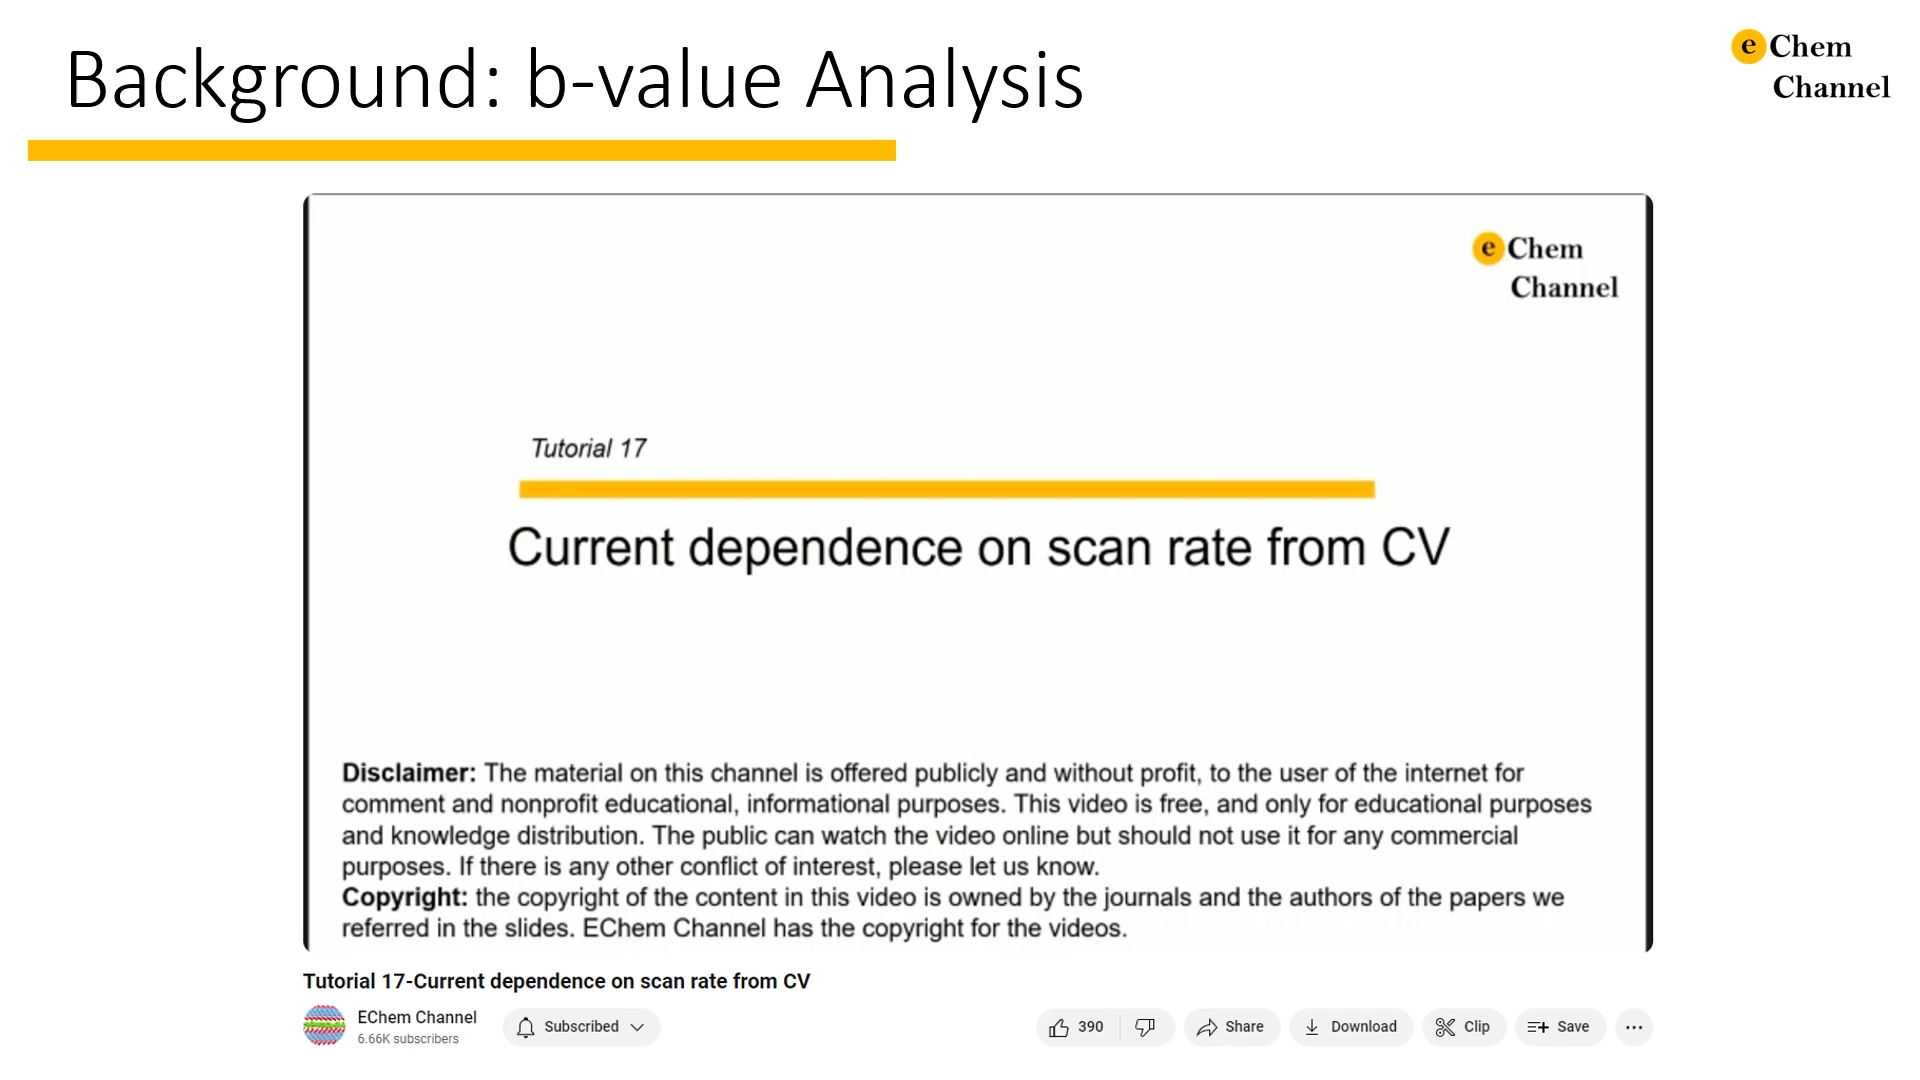 Background: b-value Analysis
e Chem
Channel
e Chem
Channel
Tutorial 17
Current dependence on scan rate from CV
Disclaimer: The material on this channel is offered publicly and without profit, to the user of the internet for
comment and nonprofit educational, informational purposes. This video is free, and only for educational purposes
and knowledge distribution. The public can watch the video online but should not use it for any commercial
purposes. If there is any other conflict of interest, please let us know.
Copyright: the copyright of the content in this video is owned by the journals and the authors of the papers we
referred in the slides. EChem Channel has the copyright for the videos.
Tutorial 17-Current dependence on scan rate from CV
EChem Channel
6.66K subscribers
Subscribed
390
Share
Download
Clip
Save